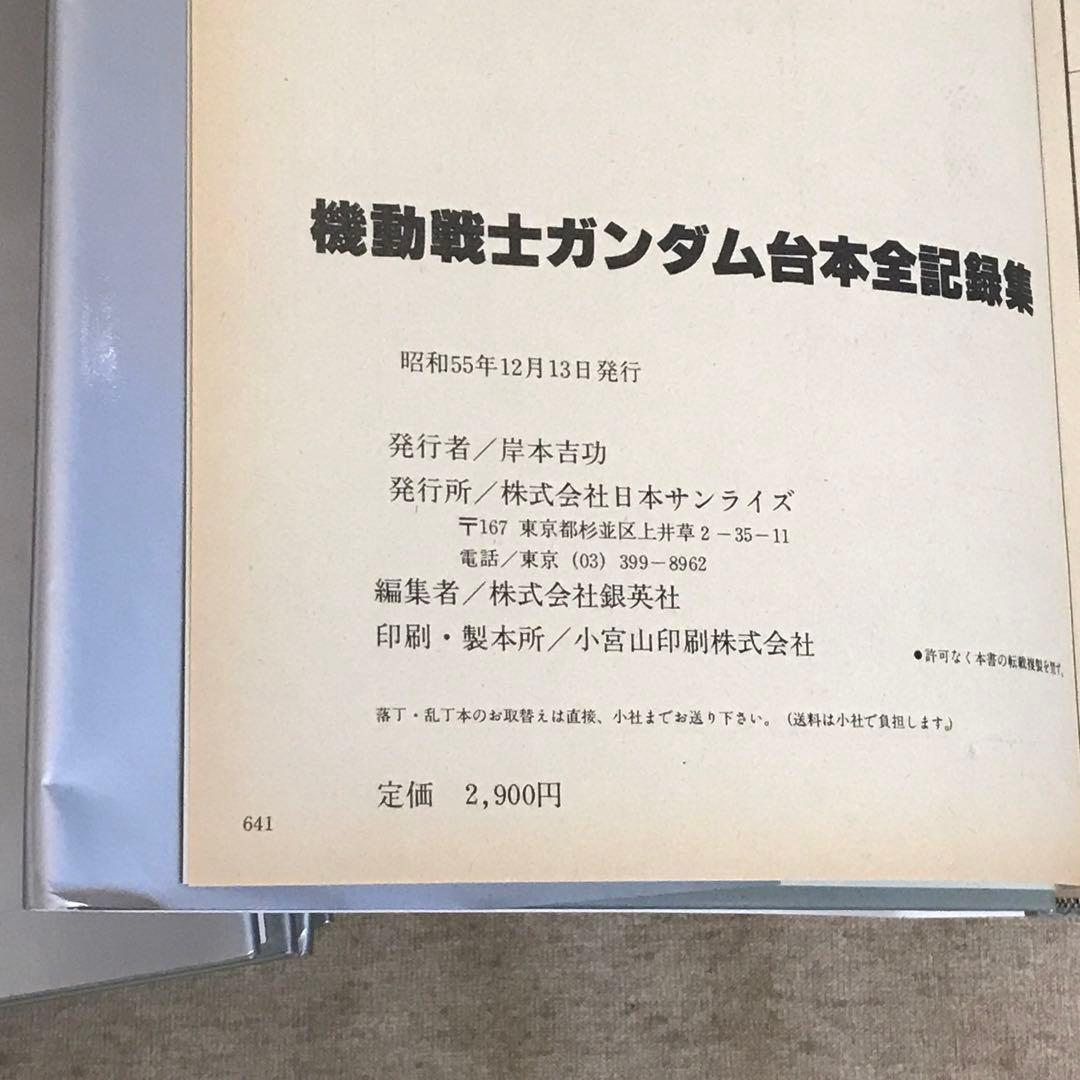 機動戦士ガンダム台本全記録集
昭和55年12月13日発行
発行者／岸本吉功
発行所／株式会社日本サンライズ
〒167 東京都杉並区上井草2－35－11
電話／東京 (03) 399－8962
編集者／株式会社銀英社
印刷・製本所／小宮山印刷株式会社
●許可なく本書の転載複製を禁ず。
落丁・乱丁本のお取替えは直接、小社までお送り下さい。（送料は小社で負担します。）
定価　2,900円
641